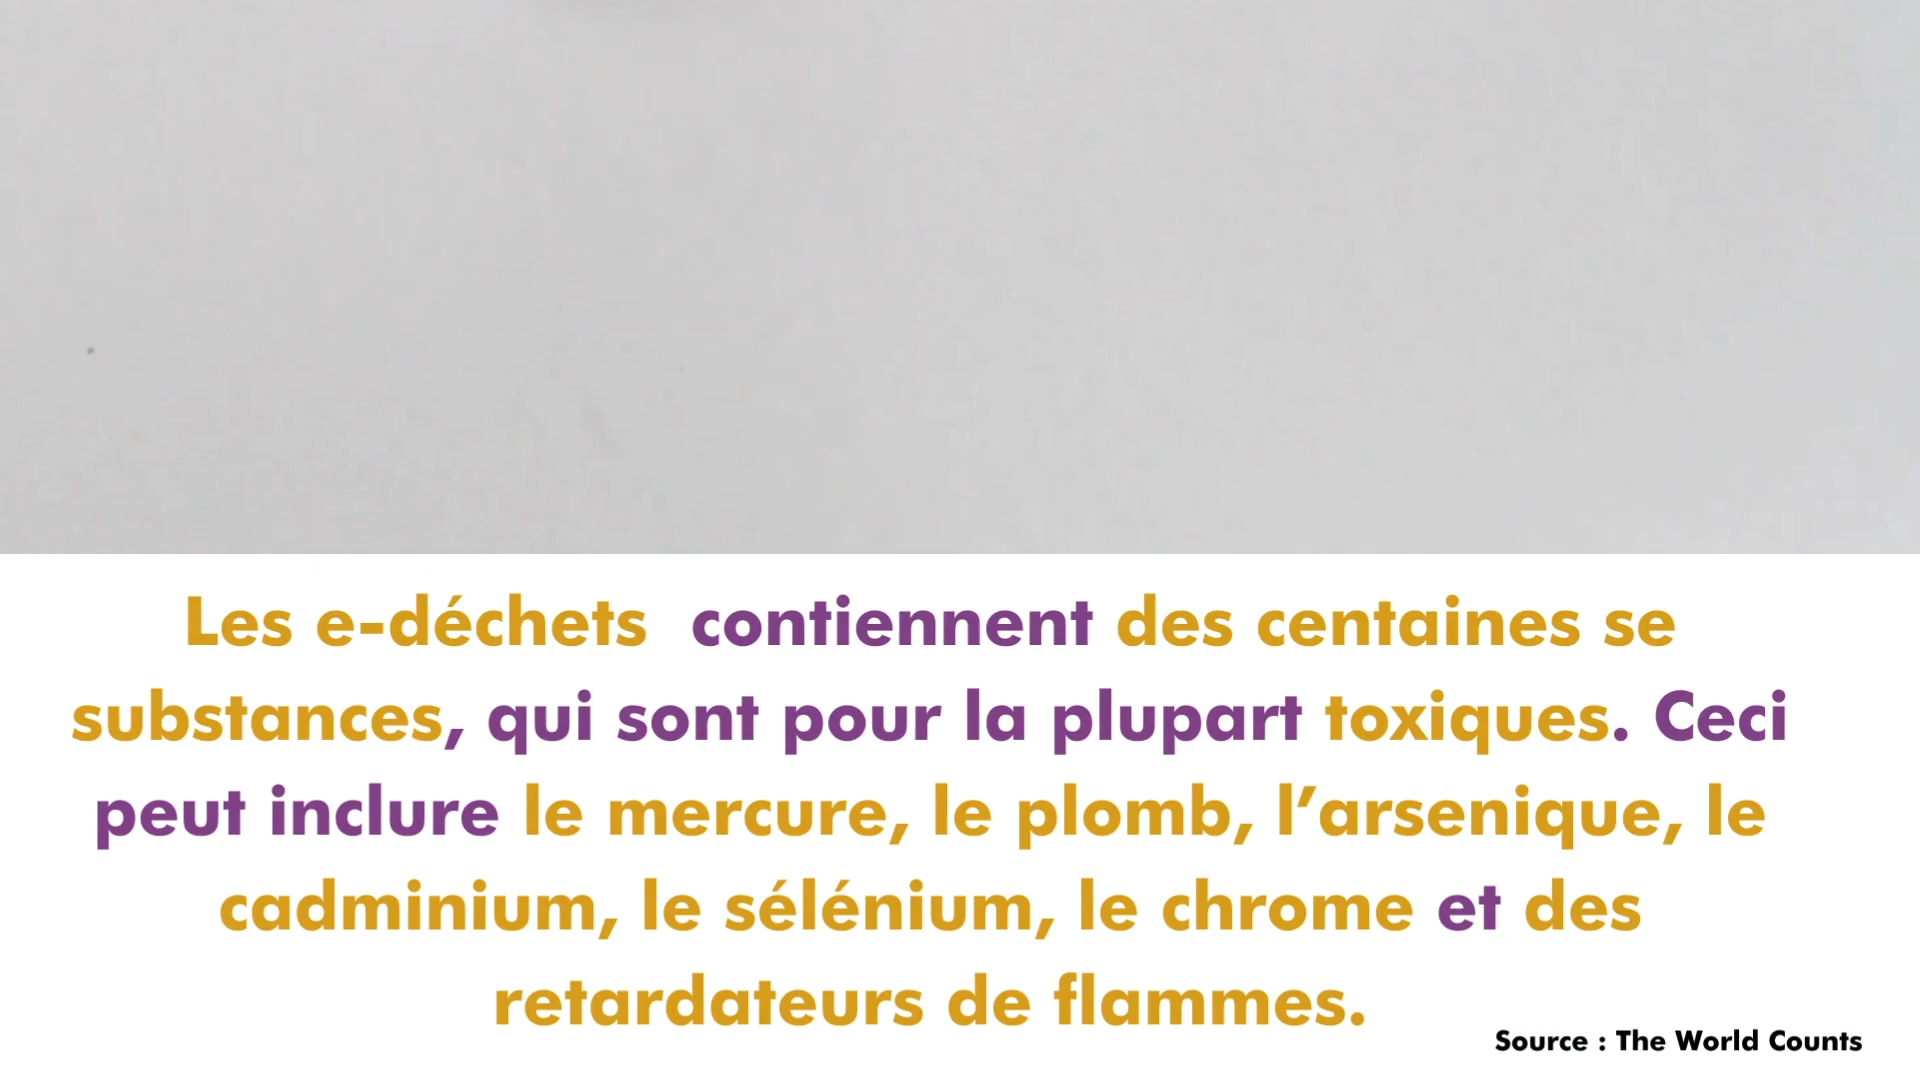 Les e-déchets  contiennent des centaines se
substances, qui sont pour la plupart toxiques. Ceci
peut inclure le mercure, le plomb, l’arsenique, le
cadminium, le sélénium, le chrome et des
retardateurs de flammes.
Source : The World Counts